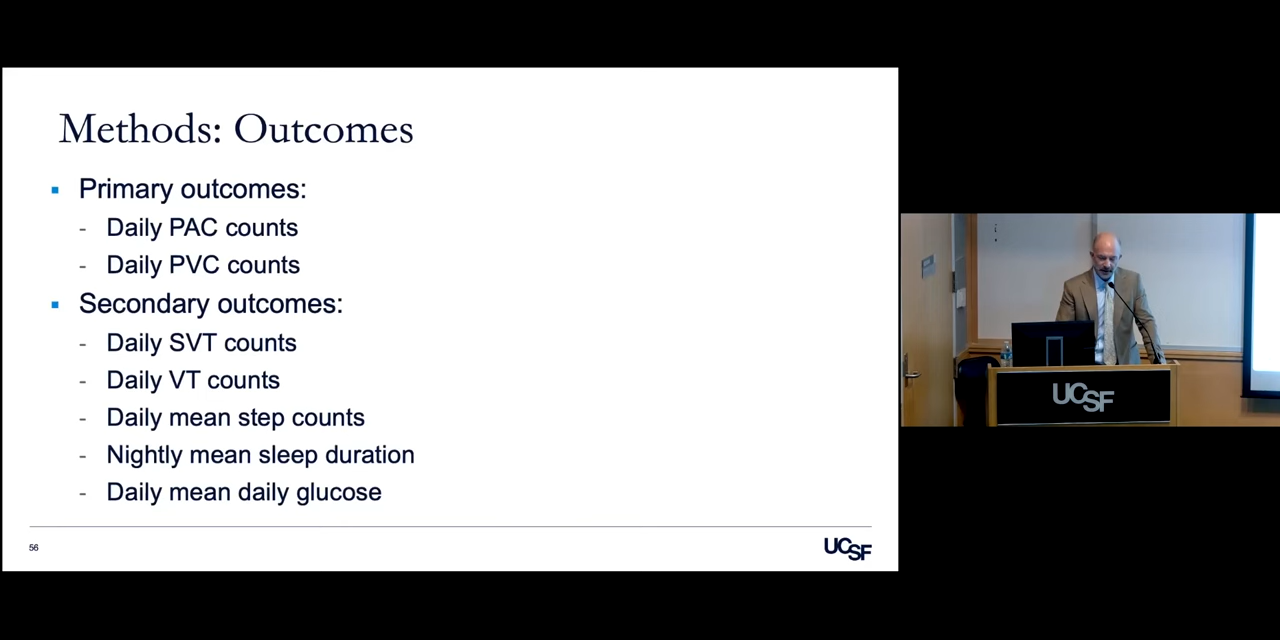 Methods: Outcomes
▪ Primary outcomes:
- Daily PAC counts
- Daily PVC counts
▪ Secondary outcomes:
- Daily SVT counts
- Daily VT counts
- Daily mean step counts
- Nightly mean sleep duration
- Daily mean daily glucose
56
UCSF
UCSF